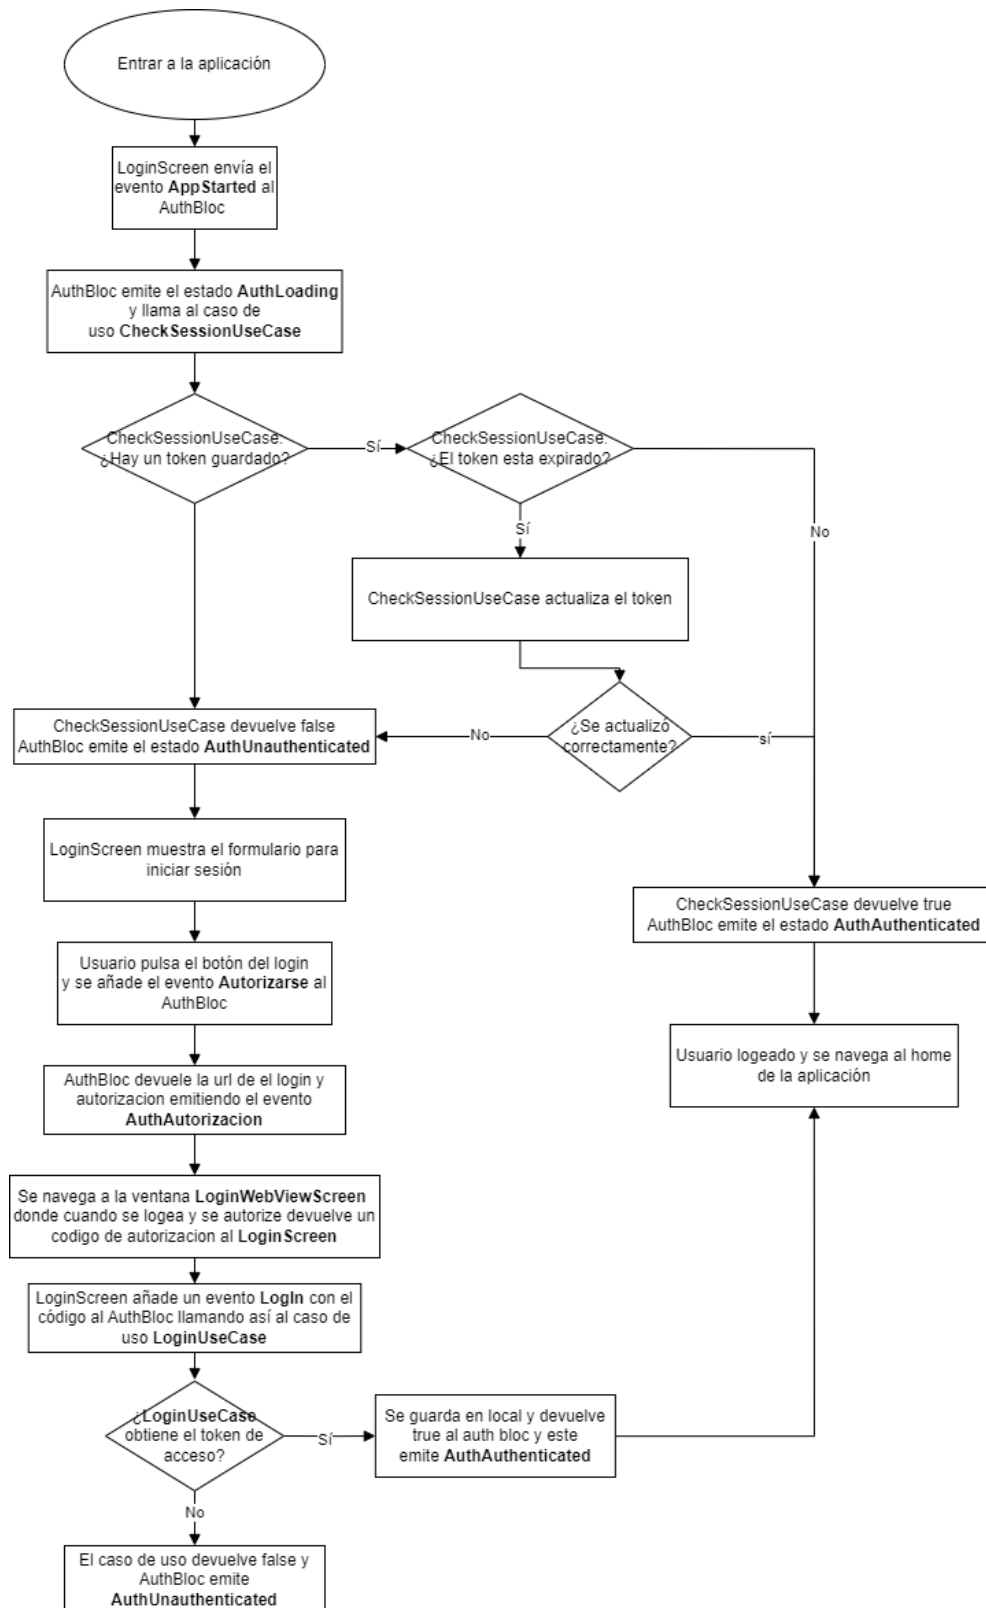 Entrar a la aplicación
LoginScreen envía el
evento AppStarted al
AuthBloc
AuthBloc emite el estado AuthLoading
y llama al caso de
uso CheckSessionUseCase
CheckSessionUseCase:
¿Hay un token guardado?
Sí
CheckSessionUseCase:
¿El token esta expirado?
Sí
No
CheckSessionUseCase actualiza el token
¿Se actualizó
correctamente?
No
sí
CheckSessionUseCase devuelve false
AuthBloc emite el estado AuthUnauthenticated
LoginScreen muestra el formulario para
iniciar sesión
CheckSessionUseCase devuelve true
AuthBloc emite el estado AuthAuthenticated
Usuario pulsa el botón del login
y se añade el evento Autorizarse al
AuthBloc
Usuario logeado y se navega al home
de la aplicación
AuthBloc devuele la url de el login y
autorizacion emitiendo el evento
AuthAutorizacion
Se navega a la ventana LoginWebViewScreen
donde cuando se logea y se autorize devuelve un
codigo de autorizacion al LoginScreen
LoginScreen añade un evento LogIn con el
código al AuthBloc llamando así al caso de
uso LoginUseCase
¿LoginUseCase
obtiene el token de
acceso?
Sí
Se guarda en local y devuelve
true al auth bloc y este
emite AuthAuthenticated
No
El caso de uso devuelve false y
AuthBloc emite
AuthUnauthenticated